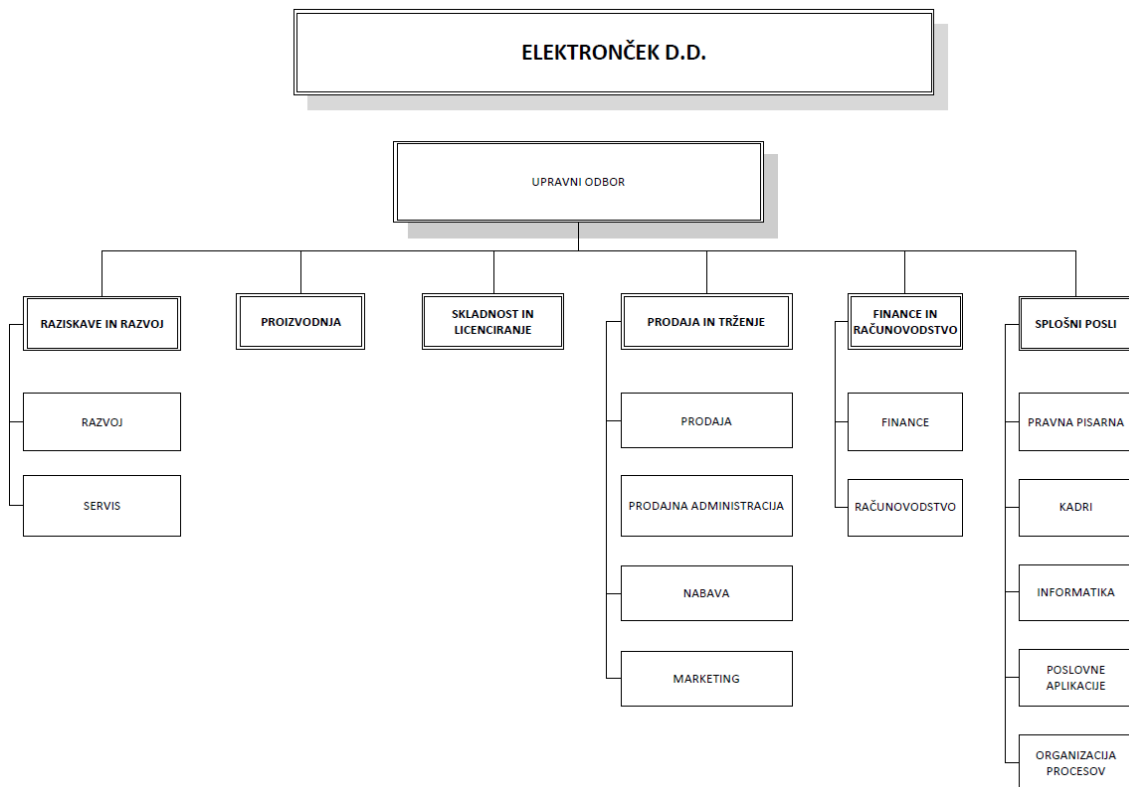 ELEKTRONČEK D.D.
UPRAVNI ODBOR
RAZISKAVE IN RAZVOJ
RAZVOJ
SERVIS
PROIZVODNJA
SKLADNOST IN
LICENCIRANJE
PRODAJA IN TRŽENJE
PRODAJA
PRODAJNA ADMINISTRACIJA
NABAVA
MARKETING
FINANCE IN
RAČUNOVODSTVO
FINANCE
RAČUNOVODSTVO
SPLOŠNI POSLI
PRAVNA PISARNA
KADRI
INFORMATIKA
POSLOVNE
APLIKACIJE
ORGANIZACIJA
PROCESOV